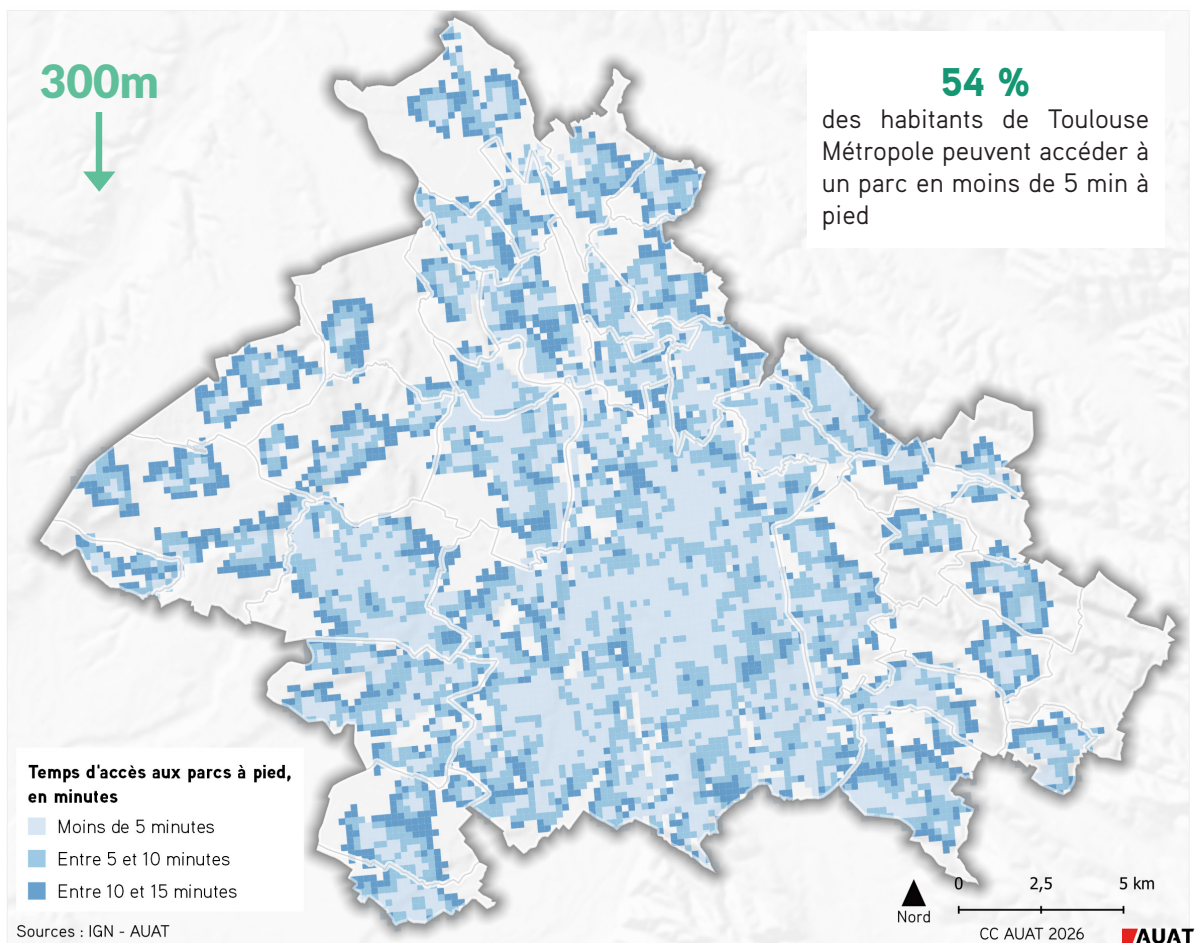 300m
54 %
des habitants de Toulouse
Métropole peuvent accéder à
un parc en moins de 5 min à
pied
Temps d'accès aux parcs à pied,
en minutes
Moins de 5 minutes
Entre 5 et 10 minutes
Entre 10 et 15 minutes
Sources : IGN - AUAT
Nord
0 2,5 5 km
CC AUAT 2026
AUAT